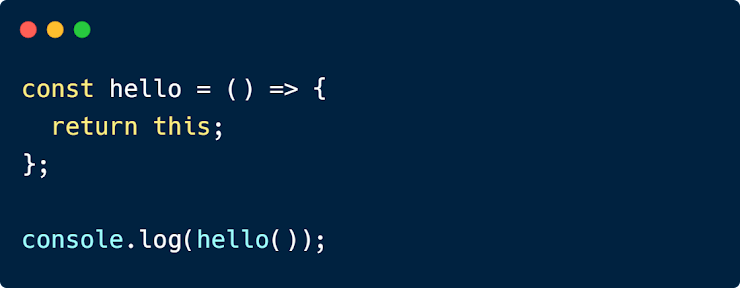 const hello = () => {
  return this;
};

console.log(hello());